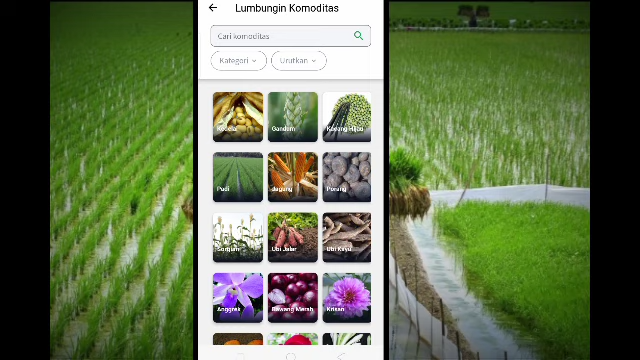 Lumbungin Komoditas
Cari komoditas
Kategori
Urutkan
Kedelai
Gandum
Kacang Hijau
Padi
Jagung
Porang
Sorgum
Ubi Jalar
Ubi Kayu
Anggrek
Bawang Merah
Krisan